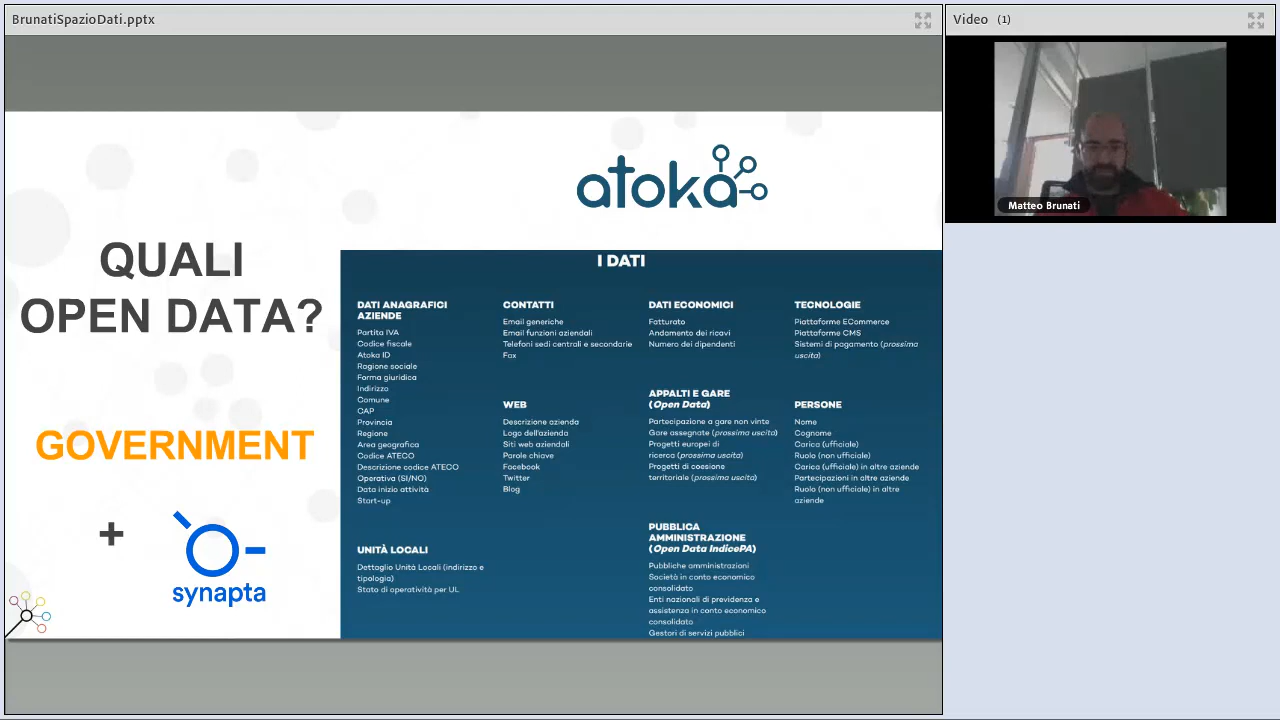 BrunatiSpazioDati.pptx
Video (1)
Matteo Brunati
atoka
QUALI
OPEN DATA?
GOVERNMENT
+
synapta
I DATI
DATI ANAGRAFICI
AZIENDE
Partita IVA
Codice fiscale
Atoka ID
Ragione sociale
Forma giuridica
Indirizzo
Comune
CAP
Provincia
Regione
Area geografica
Codice ATECO
Descrizione codice ATECO
Operativa (SI/NO)
Data inizio attività
Start-up
UNITÀ LOCALI
Dettaglio Unità Locali (indirizzo e
tipologia)
Stato di operatività per UL
CONTATTI
Email generiche
Email funzioni aziendali
Telefoni sedi centrali e secondarie
Fax
WEB
Descrizione azienda
Logo dell'azienda
Siti web aziendali
Parole chiave
Facebook
Twitter
Blog
DATI ECONOMICI
Fatturato
Andamento dei ricavi
Numero dei dipendenti
APPALTI E GARE
(Open Data)
Partecipazione a gare non vinte
Gare assegnate (prossima uscita)
Progetti europei di
ricerca (prossima uscita)
Progetti di coesione
territoriale (prossima uscita)
PUBBLICA
AMMINISTRAZIONE
(Open Data IndicePA)
Pubbliche amministrazioni
Società in conto economico
consolidato
Enti nazionali di previdenza e
assistenza in conto economico
consolidato
Gestori di servizi pubblici
TECNOLOGIE
Piattaforme ECommerce
Piattaforme CMS
Sistemi di pagamento (prossima
uscita)
PERSONE
Nome
Cognome
Carica (ufficiale)
Ruolo (non ufficiale)
Carica (ufficiale) in altre aziende
Partecipazioni in altre aziende
Ruolo (non ufficiale) in altre
aziende